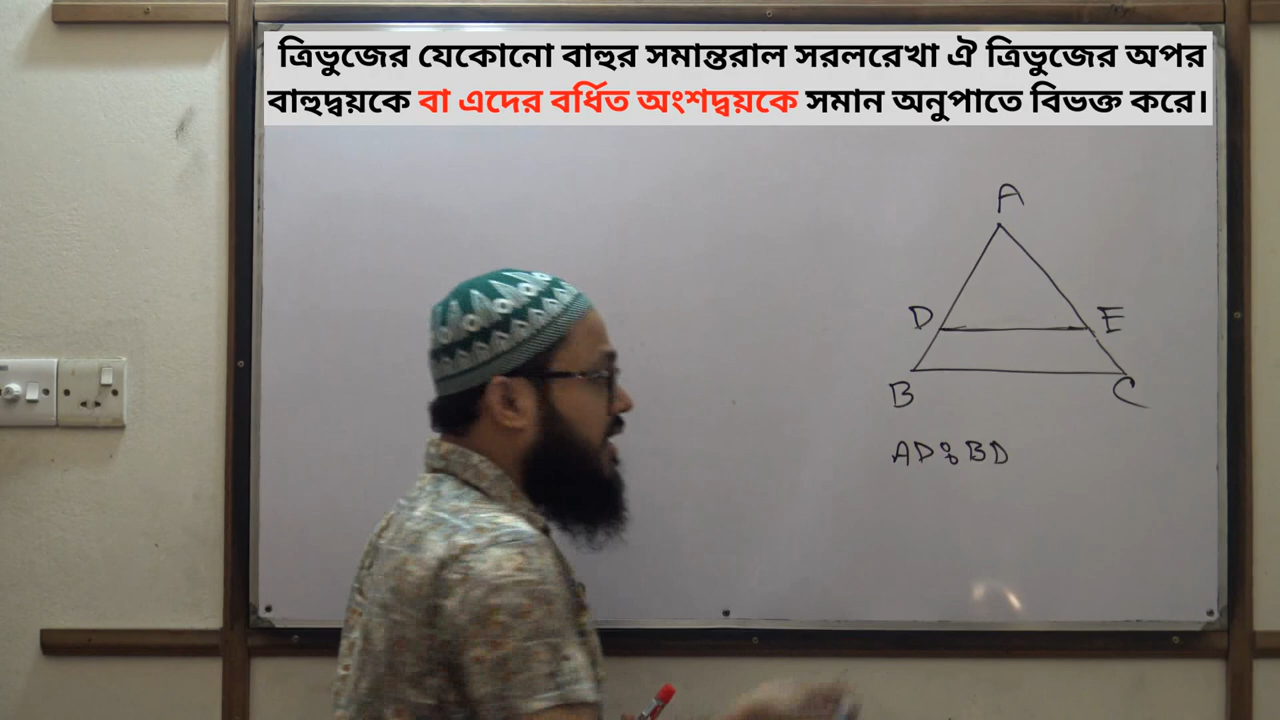 ত্রিভুজের যেকোনো বাহুর সমান্তরাল সরলরেখা ঐ ত্রিভুজের অপর
বাহুদ্বয়কে বা এদের বর্ধিত অংশদ্বয়কে সমান অনুপাতে বিভক্ত করে।
A
D E
B C
AD ঃ BD